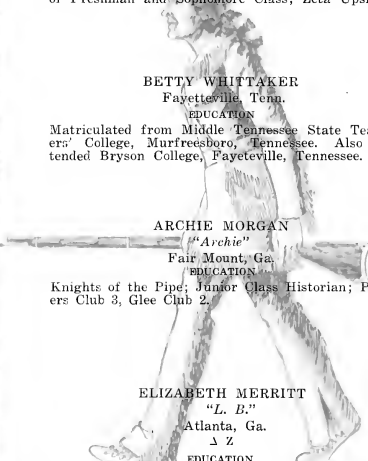 of Freshman and Sophomore Class; Zeta Upsi
BETTY WHITTAKER
Fayetteville, Tenn.
EDUCATION
Matriculated from Middle Tennessee State Tea
ers' College, Murfreesboro, Tennessee. Also
tended Bryson College, Fayeteville, Tennessee.
ARCHIE MORGAN
"Archie"
Fair Mount, Ga.
EDUCATION
Knights of the Pipe; Junior Class Historian; P
ers Club 3, Glee Club 2.
ELIZABETH MERRITT
"L. B."
Atlanta, Ga.
Δ Z
EDUCATION